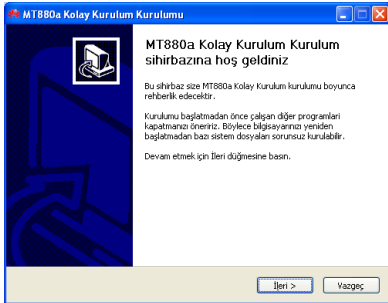 MT880a Kolay Kurulum Kurulumu
MT880a Kolay Kurulum Kurulum
sihirbazına hoş geldiniz
Bu sihirbaz size MT880a Kolay Kurulum kurulumu boyunca
rehberlik edecektir.
Kurulumu başlatmadan önce çalışan diğer programlari
kapatmanızı öneririz. Böylece bilgisayarınızı yeniden
başlatmadan bazı sistem dosyaları sorunsuz kurulabilir.
Devam etmek için İleri düğmesine basın.
İleri >
Vazgeç